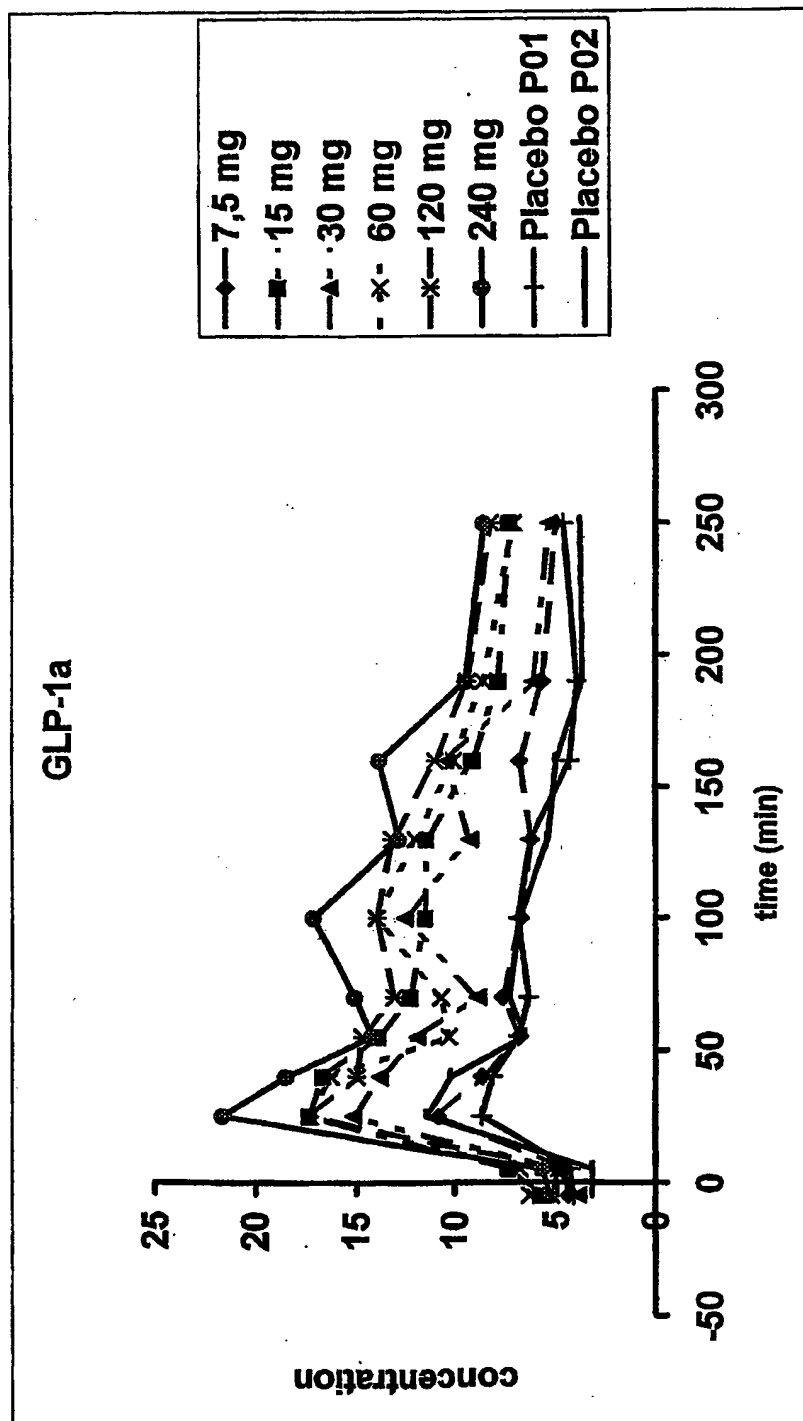 GLP-1a
concentration
25
20
15
10
5
0
-50
0
50
100
150
200
250
300
time (min)
7,5 mg
15 mg
30 mg
60 mg
120 mg
240 mg
Placebo P01
Placebo P02